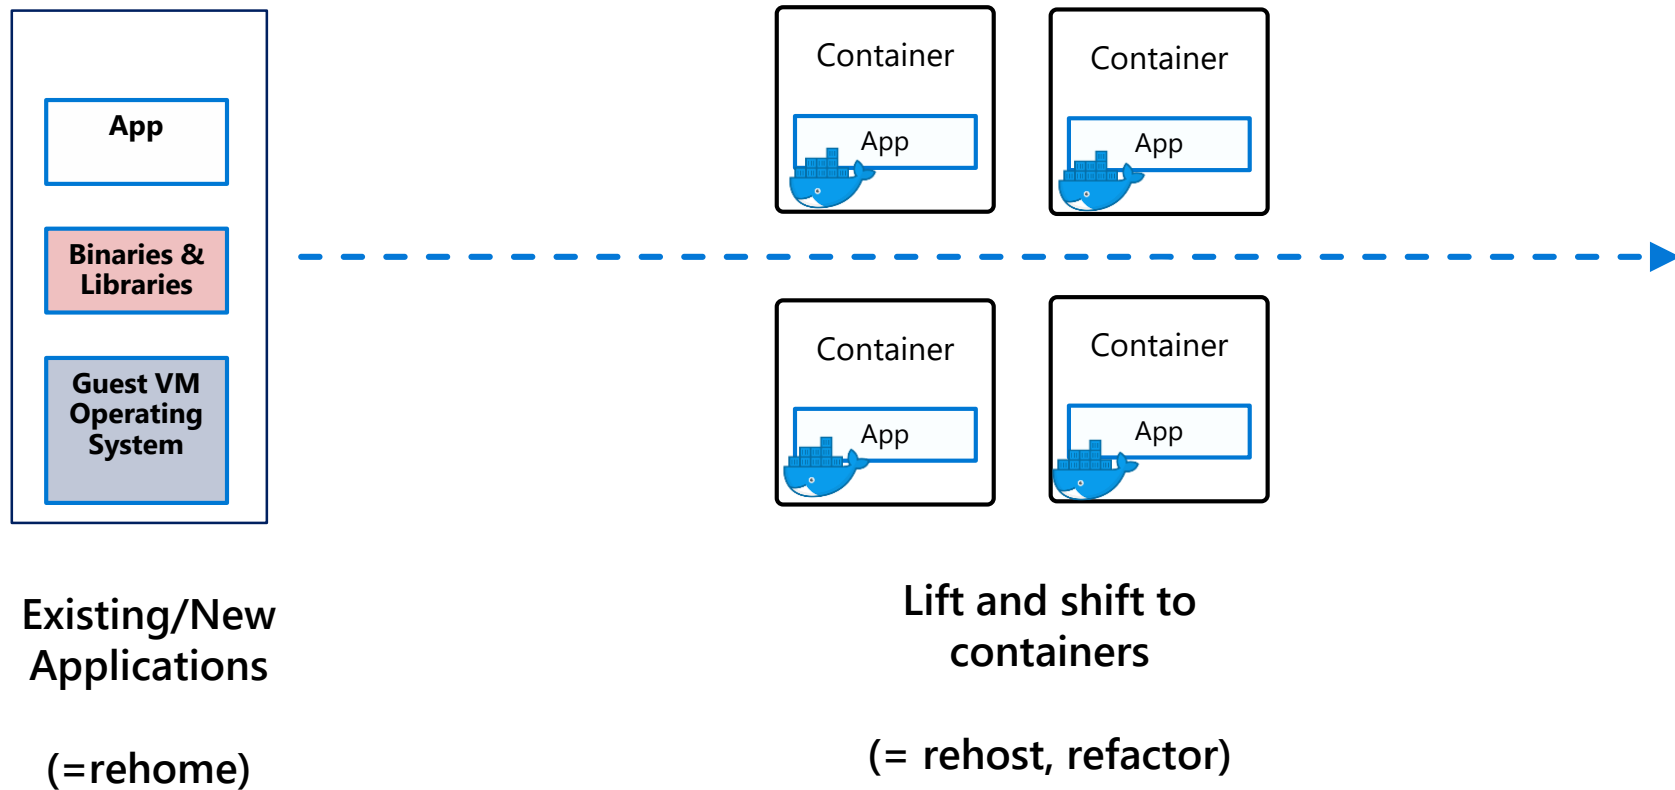 App
Binaries &
Libraries
Guest VM
Operating
System
Existing/New
Applications
(=rehome)
Container
App
Container
App
Container
App
Container
App
Lift and shift to
containers
(= rehost, refactor)